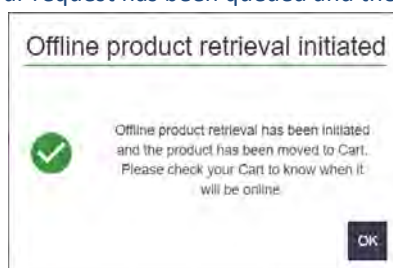 request has been queued and the
Offline product retrieval initiated
Offline product retrieval has been initiated
and the product has been moved to Cart.
Please check your Cart to know when it
will be online
OK